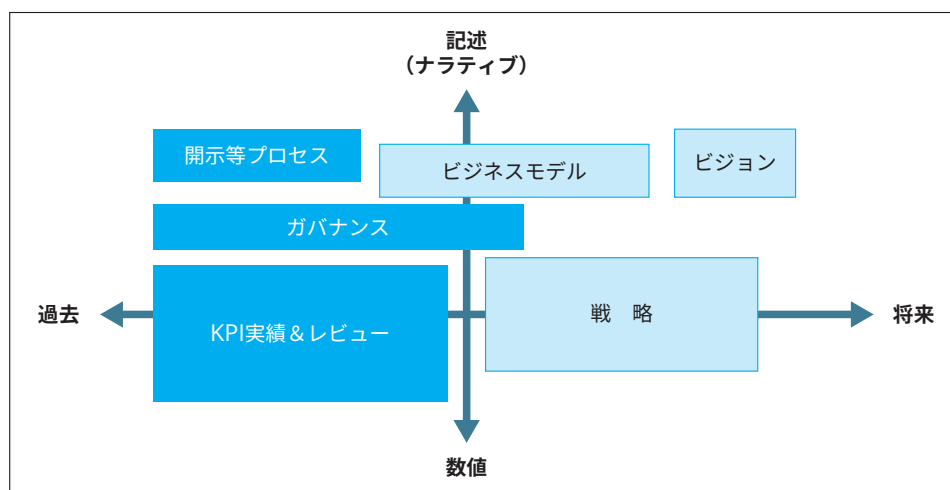 記述
（ナラティブ）
開示等プロセス
ビジネスモデル
ビジョン
ガバナンス
過去
KPI実績＆レビュー
戦　略
将来
数値